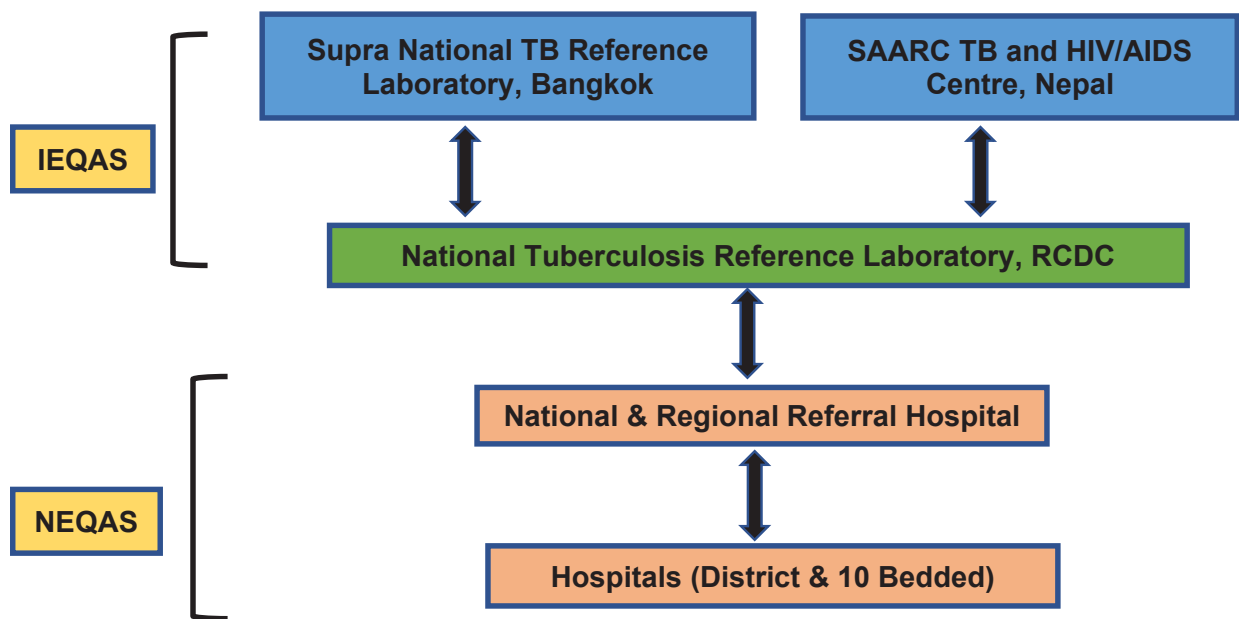 Supra National TB Reference
Laboratory, Bangkok
SAARC TB and HIV/AIDS
Centre, Nepal
IEQAS
National Tuberculosis Reference Laboratory, RCDC
National & Regional Referral Hospital
NEQAS
Hospitals (District & 10 Bedded)